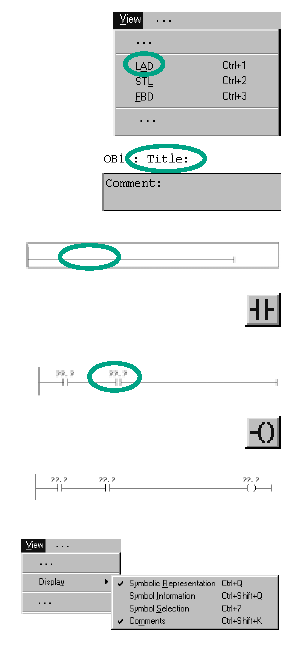 View ...
...
LAD Ctrl+1
STL Ctrl+2
FBD Ctrl+3
...
OB1 : Title:
Comment:
??.? ??.?
??.? ??.? ??.?
View ...
...
Display
...
Symbolic Representation Ctrl+Q
Symbol Information Ctrl+Shift+Q
Symbol Selection Ctrl+7
Comments Ctrl+Shift+K